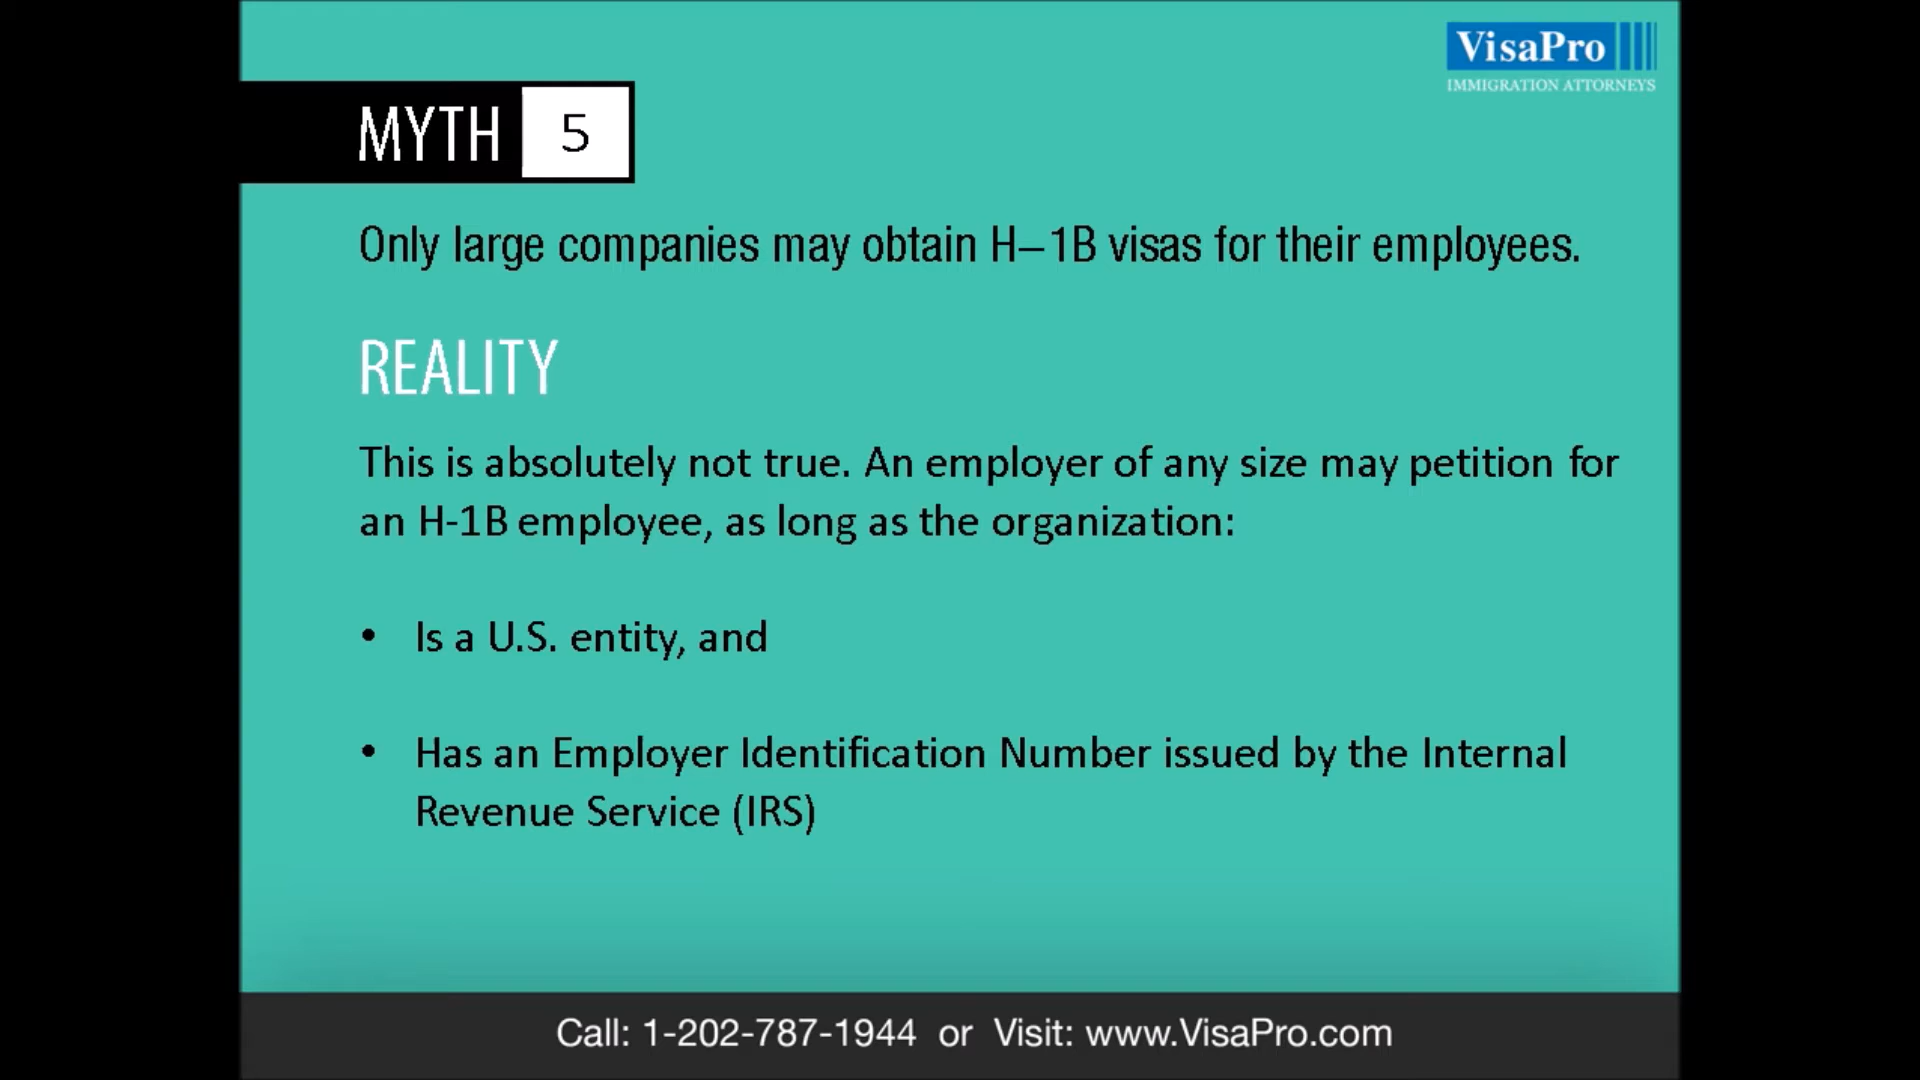 VisaPro
IMMIGRATION ATTORNEYS
MYTH 5
Only large companies may obtain H–1B visas for their employees.
REALITY
This is absolutely not true. An employer of any size may petition for
an H-1B employee, as long as the organization:
• Is a U.S. entity, and
• Has an Employer Identification Number issued by the Internal
Revenue Service (IRS)
Call: 1-202-787-1944 or Visit: www.VisaPro.com